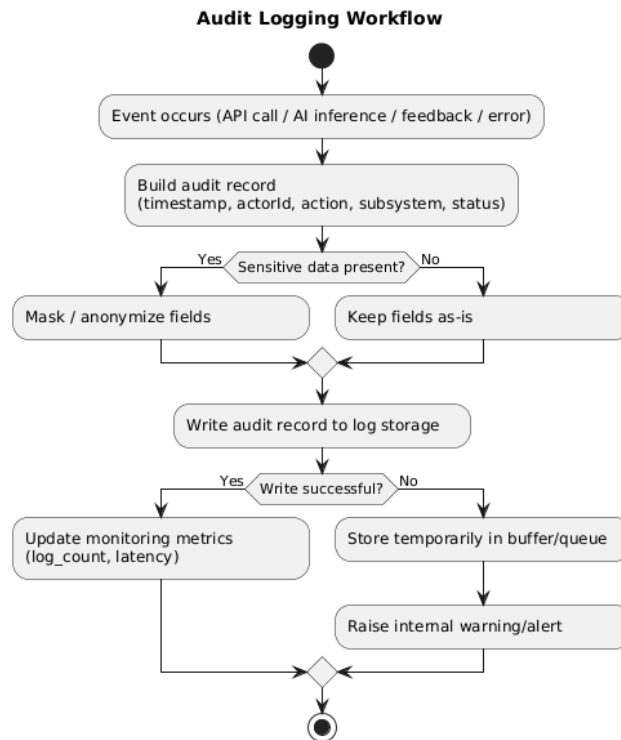 Audit Logging Workflow
Event occurs (API call / AI inference / feedback / error)
Build audit record
(timestamp, actorId, action, subsystem, status)
Yes
Sensitive data present?
No
Mask / anonymize fields
Keep fields as-is
Write audit record to log storage
Yes
Write successful?
No
Update monitoring metrics
(log_count, latency)
Store temporarily in buffer/queue
Raise internal warning/alert